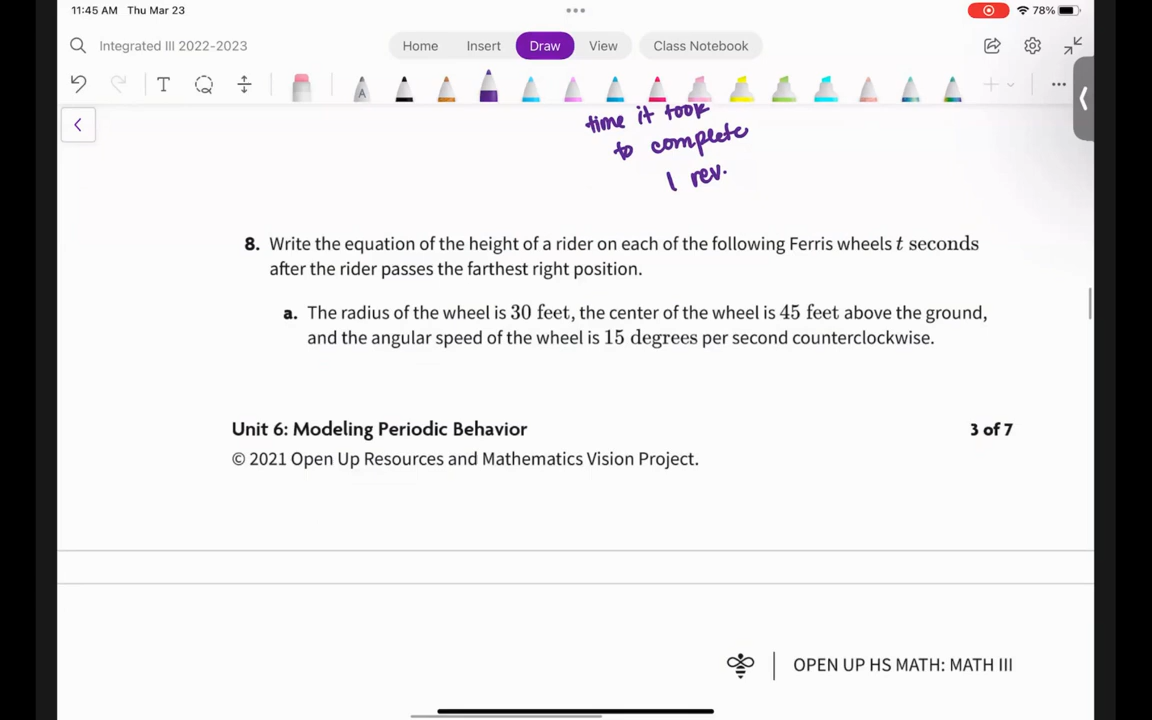 11:45 AM Thu Mar 23
78%
Integrated III 2022-2023
Home Insert Draw View Class Notebook
T
A
time it took
to complete
1 rev.
8. Write the equation of the height of a rider on each of the following Ferris wheels t seconds
after the rider passes the farthest right position.
a. The radius of the wheel is 30 feet, the center of the wheel is 45 feet above the ground,
and the angular speed of the wheel is 15 degrees per second counterclockwise.
Unit 6: Modeling Periodic Behavior 3 of 7
© 2021 Open Up Resources and Mathematics Vision Project.
OPEN UP HS MATH: MATH III